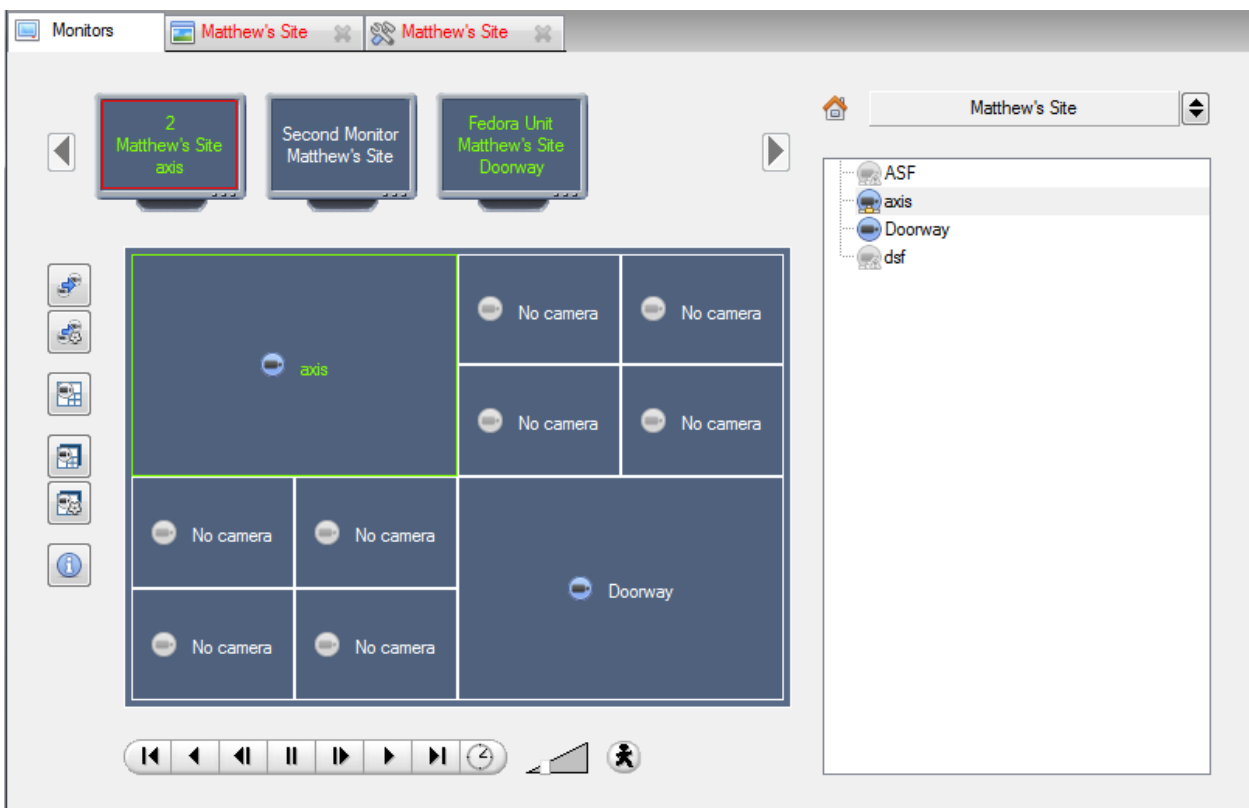 Monitors
Matthew's Site
Matthew's Site
2
Matthew's Site
axis
Second Monitor
Matthew's Site
Fedora Unit
Matthew's Site
Doorway
Matthew's Site
ASF
axis
Doorway
dsf
axis
No camera
No camera
No camera
No camera
No camera
No camera
Doorway
No camera
No camera